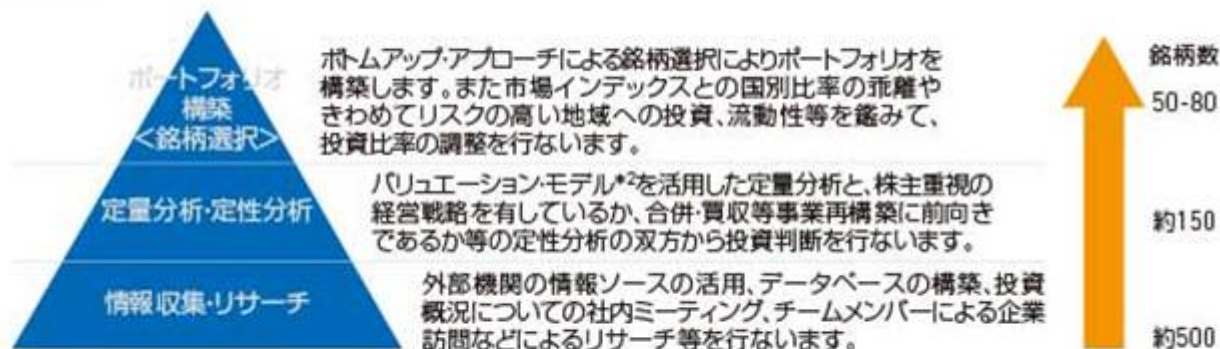 ポートフォリオ
構築
<銘柄選択>
ボトムアップ・アプローチによる銘柄選択によりポートフォリオを
構築します。また市場インデックスとの国別比率の乖離や
きわめてリスクの高い地域への投資、流動性等を鑑みて、
投資比率の調整を行ないます。
銘柄数
50-80
定量分析・定性分析
バリュエーション・モデル*2を活用した定量分析と、株主重視の
経営戦略を有しているか、合併・買収等事業再構築に前向き
であるか等の定性分析の双方から投資判断を行ないます。
約150
情報収集・リサーチ
外部機関の情報ソースの活用、データベースの構築、投資
概況についての社内ミーティング、チームメンバーによる企業
訪問などによるリサーチ等を行ないます。
約500